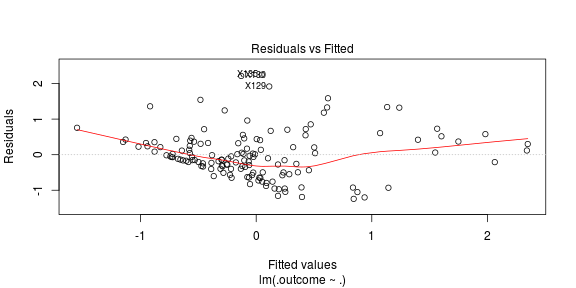 Residuals vs Fitted
X129
2
1
0
-1
Residuals
-1
0
1
2
Fitted values
lm(.outcome ~ .)